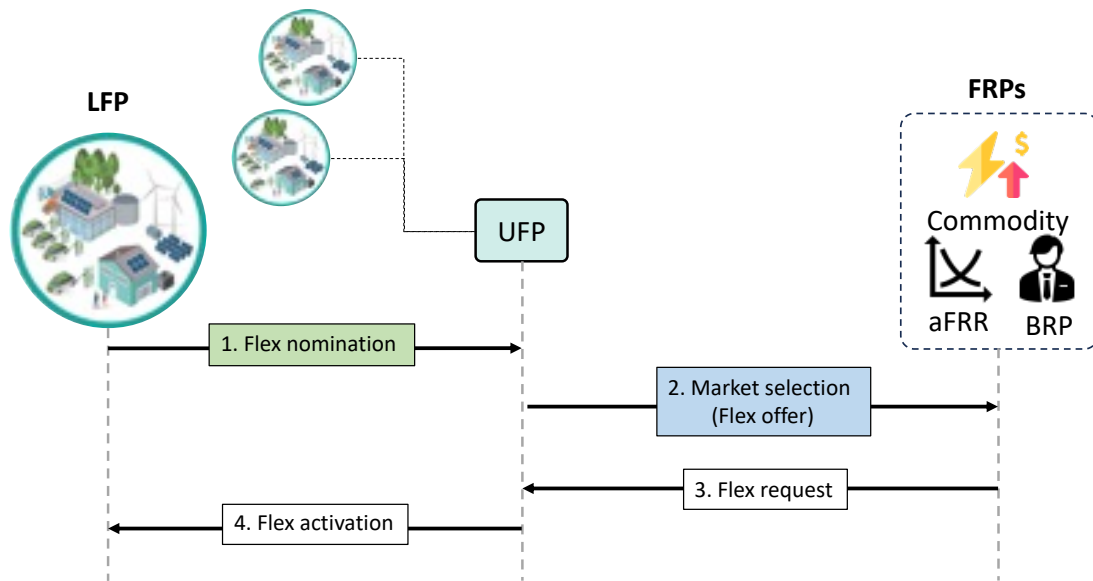 LFP
FRPs
$
Commodity
UFP
aFRR
BRP
1. Flex nomination
2. Market selection
(Flex offer)
3. Flex request
4. Flex activation